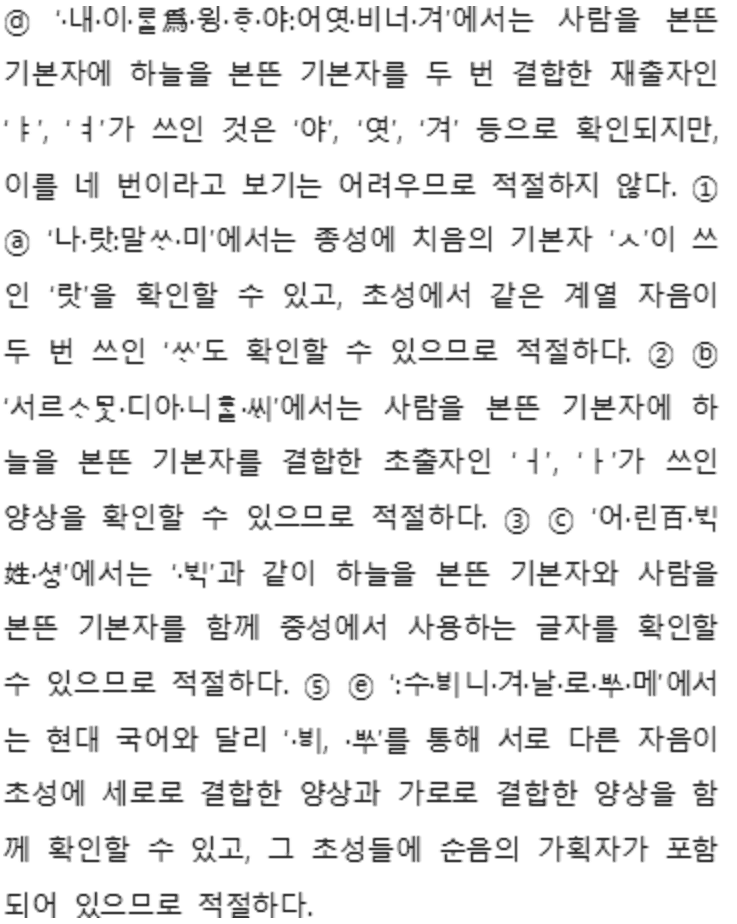 ⓓ ‘·내·이·ᄅᆞᆯ爲·윙·ᄒᆞ·야:어엿·비너·겨’에서는 사람을 본뜬
기본자에 하늘을 본뜬 기본자를 두 번 결합한 재출자인
‘ㅑ’, ‘ㅕ’가 쓰인 것은 ‘야’, ‘엿’, ‘겨’ 등으로 확인되지만,
이를 네 번이라고 보기는 어려우므로 적절하지 않다. ①
ⓐ ‘나·랏:말ᄊᆞ·미’에서는 종성에 치음의 기본자 ‘ㅅ’이 쓰
인 ‘랏’을 확인할 수 있고, 초성에서 같은 계열 자음이
두 번 쓰인 ‘ᄊᆞ’도 확인할 수 있으므로 적절하다. ② ⓑ
‘서르ᄉᆞᄆᆞᆺ·디아·니ᄒᆞᆯ·씨’에서는 사람을 본뜬 기본자에 하
늘을 본뜬 기본자를 결합한 초출자인 ‘ㅓ’, ‘ㅏ’가 쓰인
양상을 확인할 수 있으므로 적절하다. ③ ⓒ ‘어·린百·ᄇᆡᆨ
姓·셩’에서는 ‘·ᄇᆡᆨ’과 같이 하늘을 본뜬 기본자와 사람을
본뜬 기본자를 함께 중성에서 사용하는 글자를 확인할
수 있으므로 적절하다. ⑤ ⓔ ‘:수·ᄫᅵ니·겨·날·로·ᄡᅮ·메’에서
는 현대 국어와 달리 ‘·ᄫᅵ, ·ᄡᅮ’를 통해 서로 다른 자음이
초성에 세로로 결합한 양상과 가로로 결합한 양상을 함
께 확인할 수 있고, 그 초성들에 순음의 가획자가 포함
되어 있으므로 적절하다.